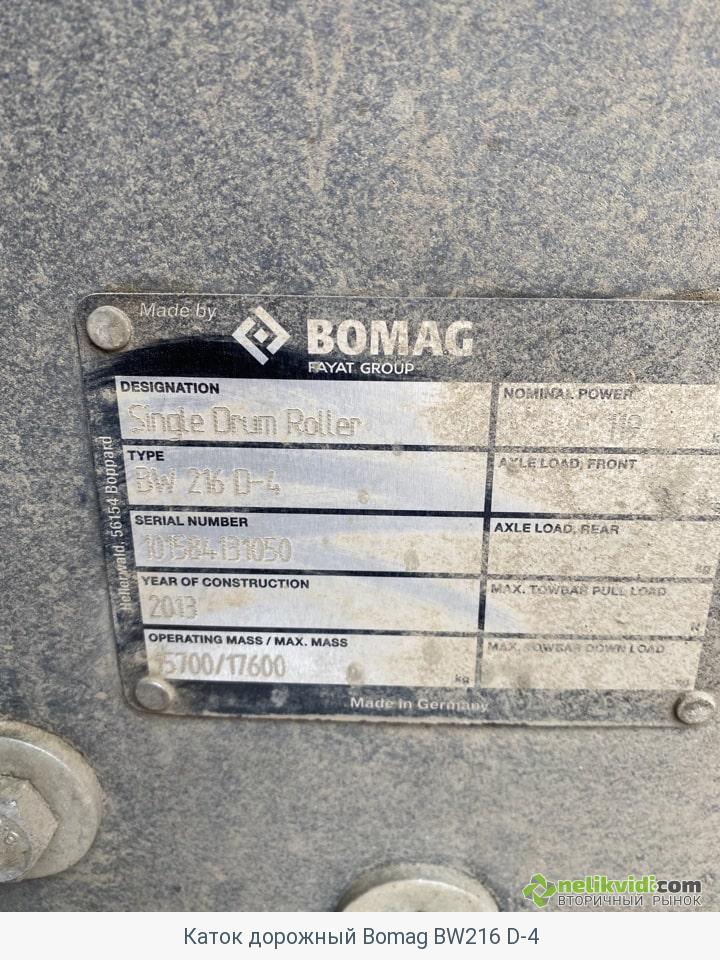 Made by
BOMAG
FAYAT GROUP
DESIGNATION
Single Drum Roller
NOMINAL POWER
119
TYPE
BW 216 D-4
AXLE LOAD, FRONT
SERIAL NUMBER
101584131050
AXLE LOAD, REAR
kg
YEAR OF CONSTRUCTION
2013
MAX. TOWBAR PULL LOAD
N
OPERATING MASS / MAX. MASS
15700/17600
kg
MAX. TOWBAR DOWN LOAD
Made in Germany
Hellerwald, 56154 Boppard
nelikvidi.com
ВТОРИЧНЫЙ РЫНОК
Каток дорожный Bomag BW216 D-4